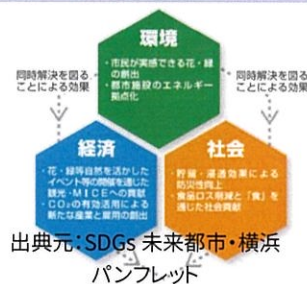 環境
・市民が実感できる花・緑
の創出
・都市施設のエネルギー
拠点化
同時解決を図る
ことによる効果
同時解決を図る
ことによる効果
経済
・花・緑等自然を活かした
イベント等の開催を通じた
観光・MICEへの貢献
・CO₂の有効活用による
新たな産業と雇用の創出
社会
・貯留・浸透効果による
防災性向上
・食品ロス削減と「食」を
通じた社会貢献
出典元：SDGs 未来都市・横浜
パンフレット